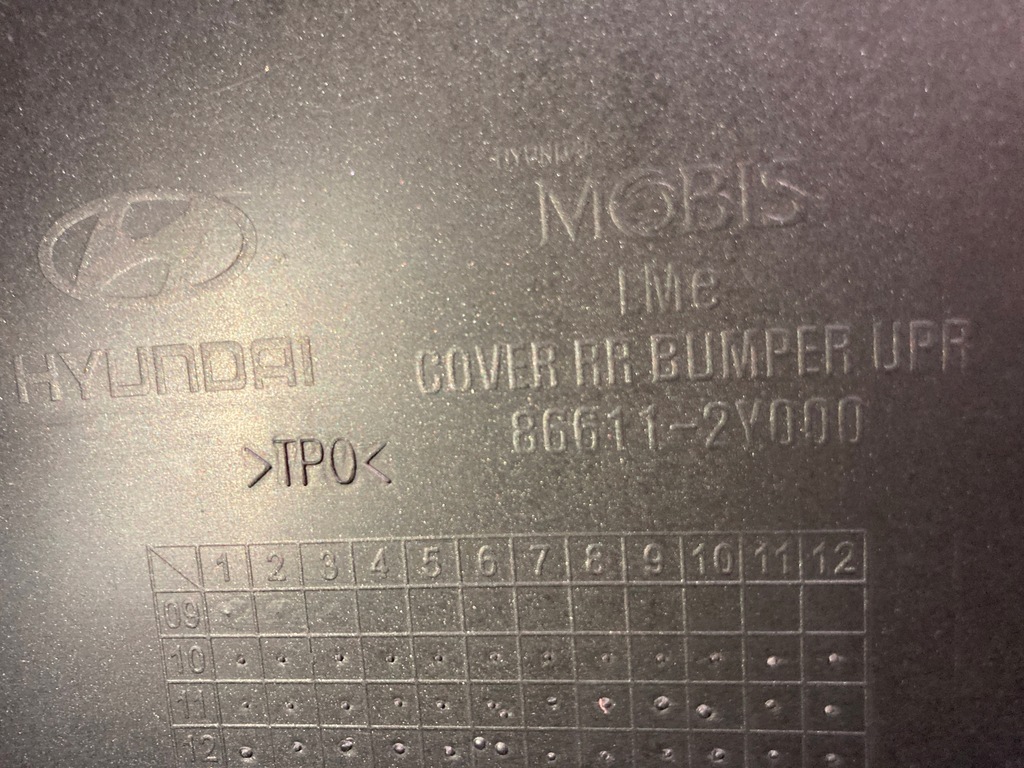 HYUNDAI
MOBIS
LMc
COVER RR BUMPER UPR
86611-2Y000
HYUNDAI
>TPO<
1 2 3 4 5 6 7 8 9 10 11 12
09
10
11
12